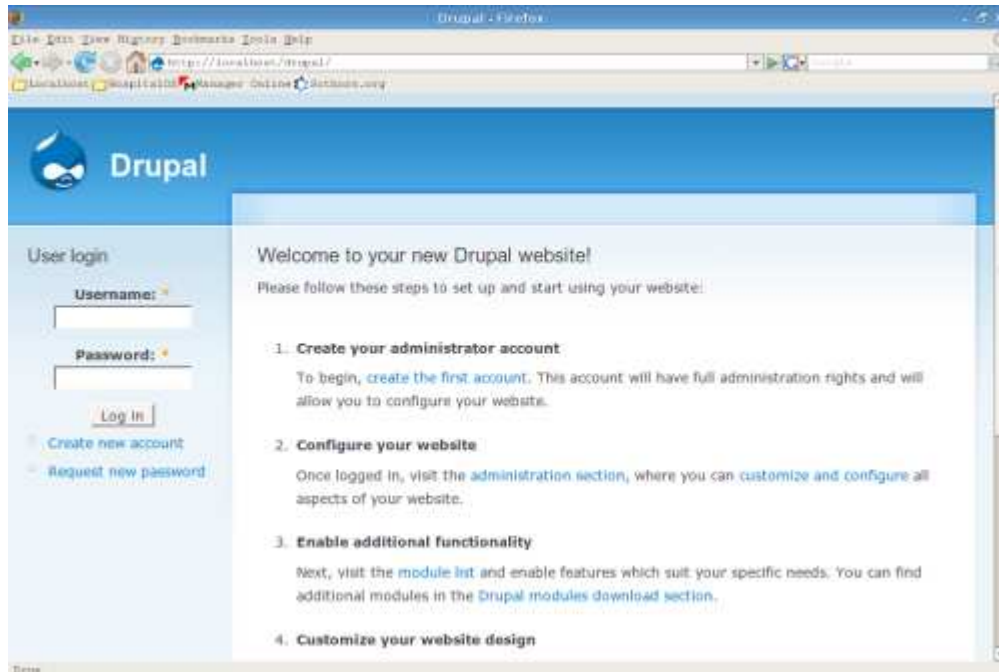 Drupal - Firefox
File Edit View History Bookmarks Tools Help
http://localhost/drupal/
Localhost HospitalOS Manager Online
Drupal
User login
Username: *
Password: *
Log in
Create new account
Request new password
Welcome to your new Drupal website!
Please follow these steps to set up and start using your website:
1. Create your administrator account
To begin, create the first account. This account will have full administration rights and will
allow you to configure your website.
2. Configure your website
Once logged in, visit the administration section, where you can customize and configure all
aspects of your website.
3. Enable additional functionality
Next, visit the module list and enable features which suit your specific needs. You can find
additional modules in the Drupal modules download section.
4. Customize your website design
Done